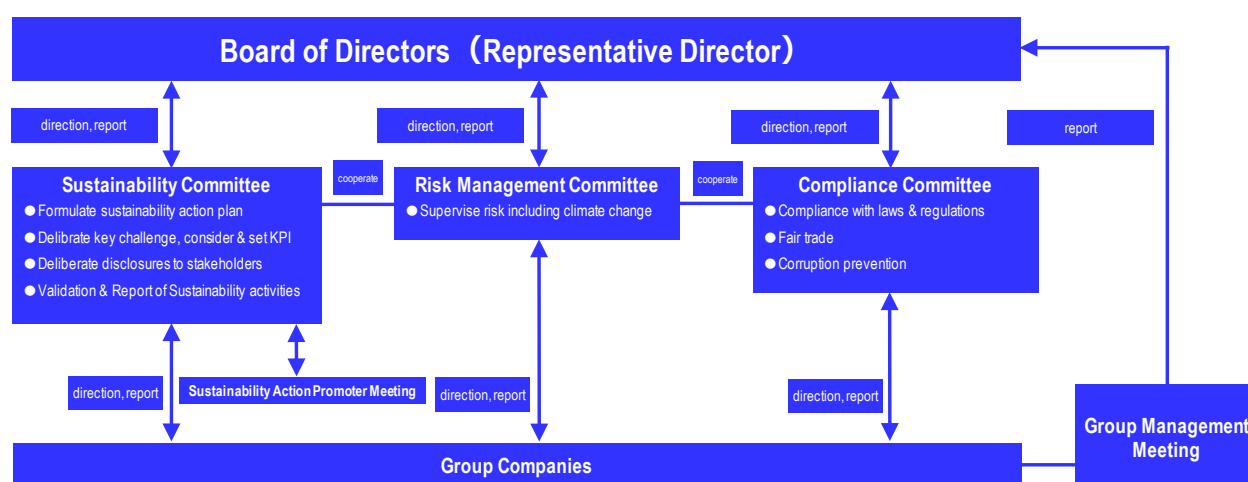 Board of Directors（Representative Director）
direction, report
direction, report
direction, report
report
Sustainability Committee
● Formulate sustainability action plan
● Delibrate key challenge, consider & set KPI
● Deliberate disclosures to stakeholders
● Validation & Report of Sustainability activities
cooperate
Risk Management Committee
● Supervise risk including climate change
cooperate
Compliance Committee
● Compliance with laws & regulations
● Fair trade
● Corruption prevention
direction, report
Sustainability Action Promoter Meeting
direction, report
direction, report
Group Management
Meeting
Group Companies